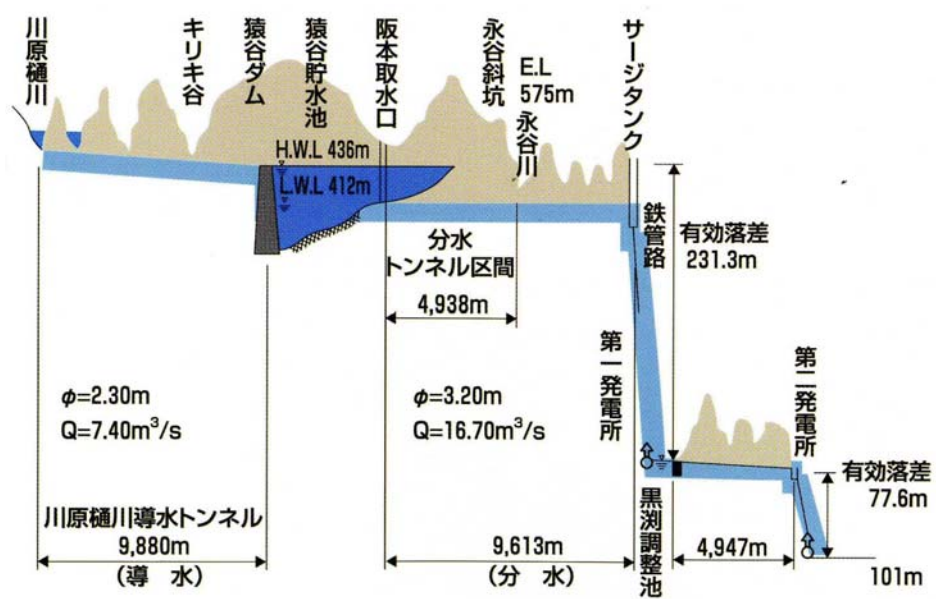 川原樋川
キリキ谷
猿谷ダム
猿谷貯水池
阪本取水口
永谷斜坑
E.L
575m
永谷川
サージタンク
H.W.L 436m
L.W.L 412m
鉄管路
有効落差
231.3m
分水
トンネル区間
4,938m
第一発電所
第二発電所
φ=2.30m
Q=7.40m³/s
φ=3.20m
Q=16.70m³/s
有効落差
77.6m
黒渕調整池
川原樋川導水トンネル
9,880m
(導 水)
9,613m
(分 水)
4,947m
101m